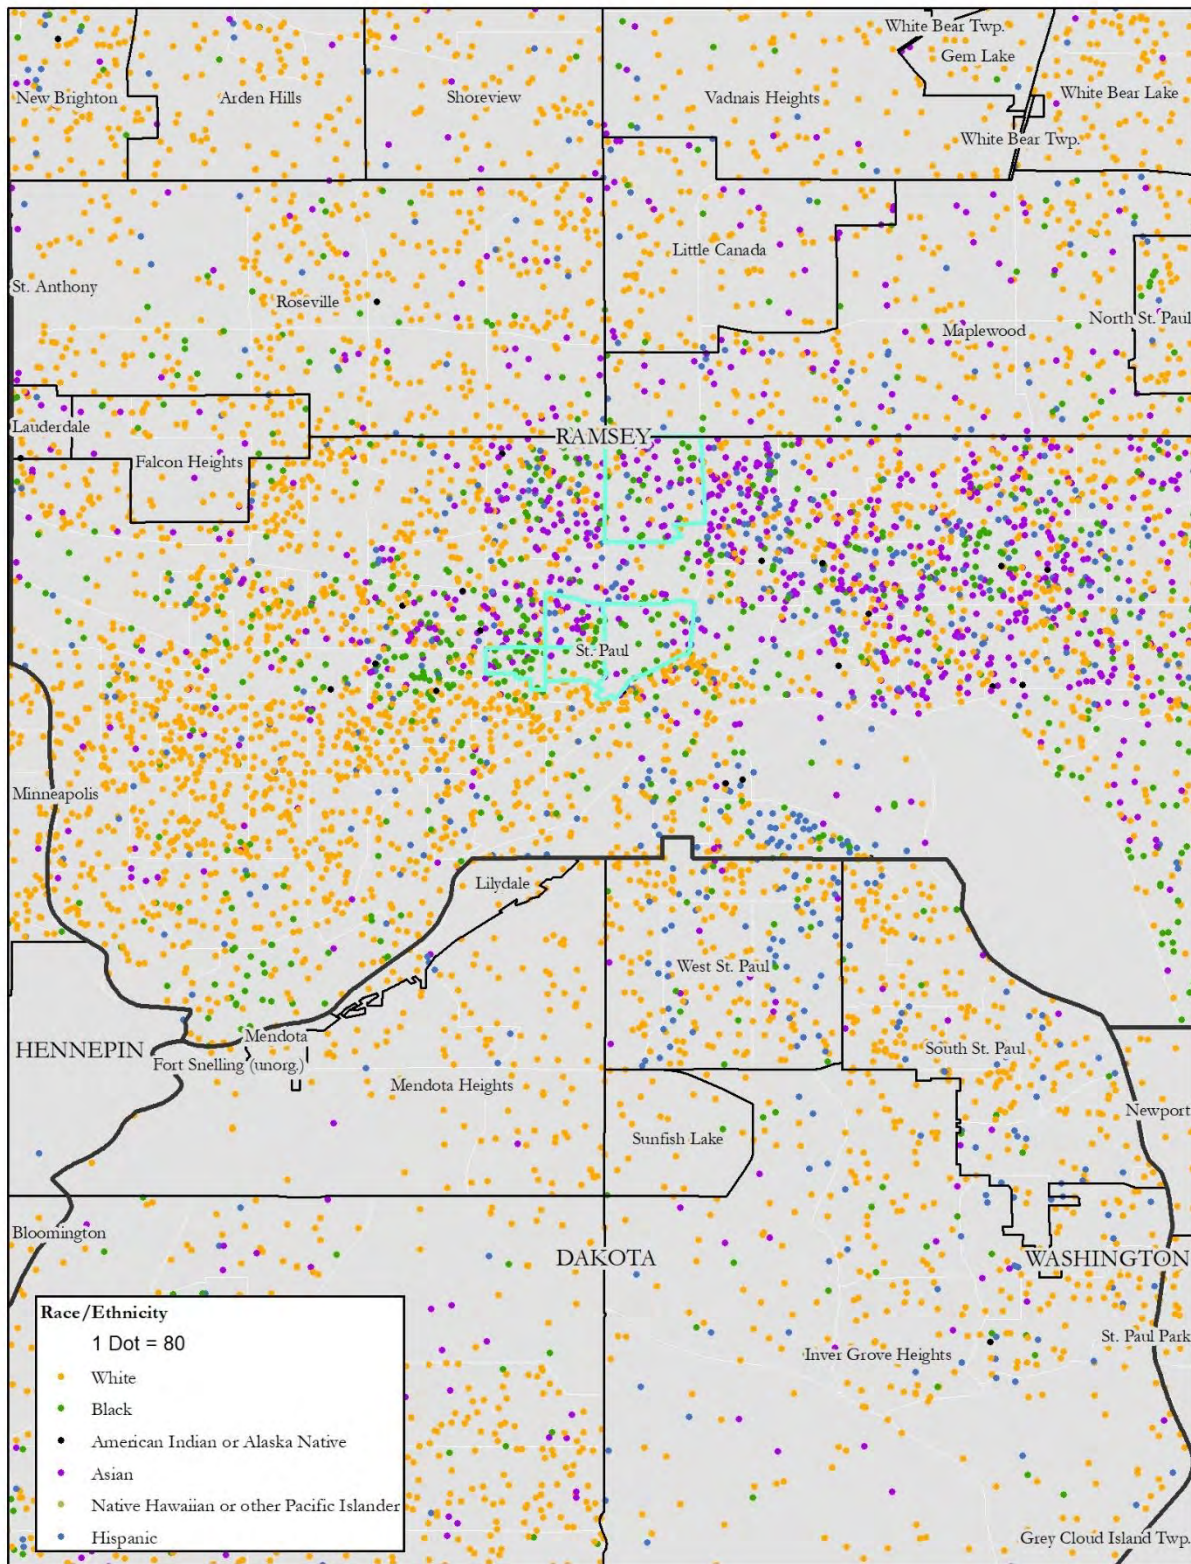 White Bear Twp.
Gem Lake
New Brighton
Arden Hills
Shoreview
Vadnais Heights
White Bear Lake
White Bear Twp.
Little Canada
St. Anthony
Roseville
North St. Paul
Maplewood
Lauderdale
RAMSEY
Falcon Heights
St. Paul
Minneapolis
Lilydale
West St. Paul
Mendota
HENNEPIN
South St. Paul
Fort Snelling (unorg.)
Mendota Heights
Newport
Sunfish Lake
Bloomington
DAKOTA
WASHINGTON
St. Paul Park
Inver Grove Heights
Race/Ethnicity
1 Dot = 80
White
Black
American Indian or Alaska Native
Asian
Native Hawaiian or other Pacific Islander
Hispanic
Grey Cloud Island Twp.